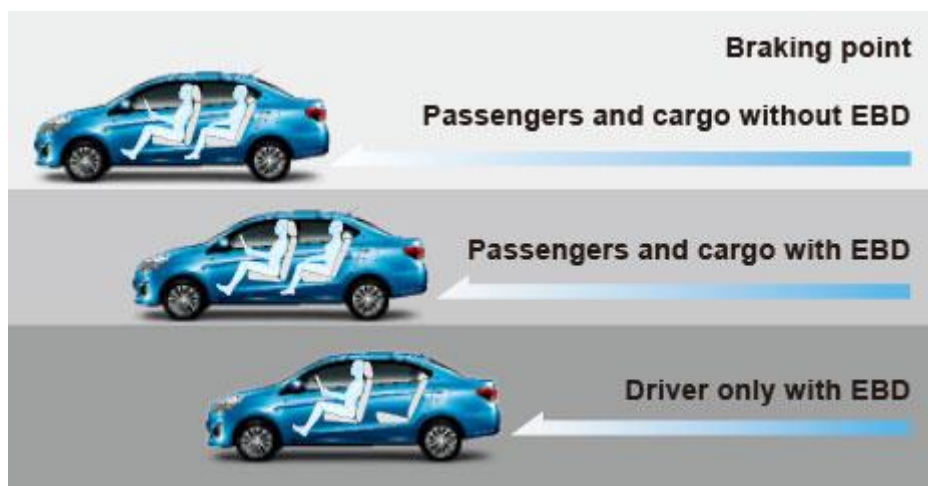 Braking point
Passengers and cargo without EBD
Passengers and cargo with EBD
Driver only with EBD